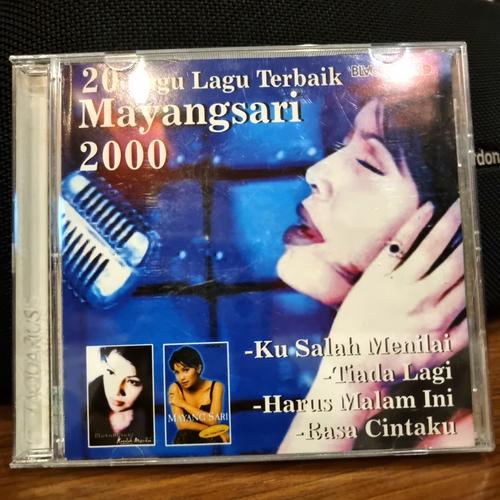 20 Lagu Lagu Terbaik
Mayangsari
2000
-Ku Salah Menilai
-Tiada Lagi
-Harus Malam Ini
-Rasa Cintaku
MAYANG SARI
AQUARIUS
rdon